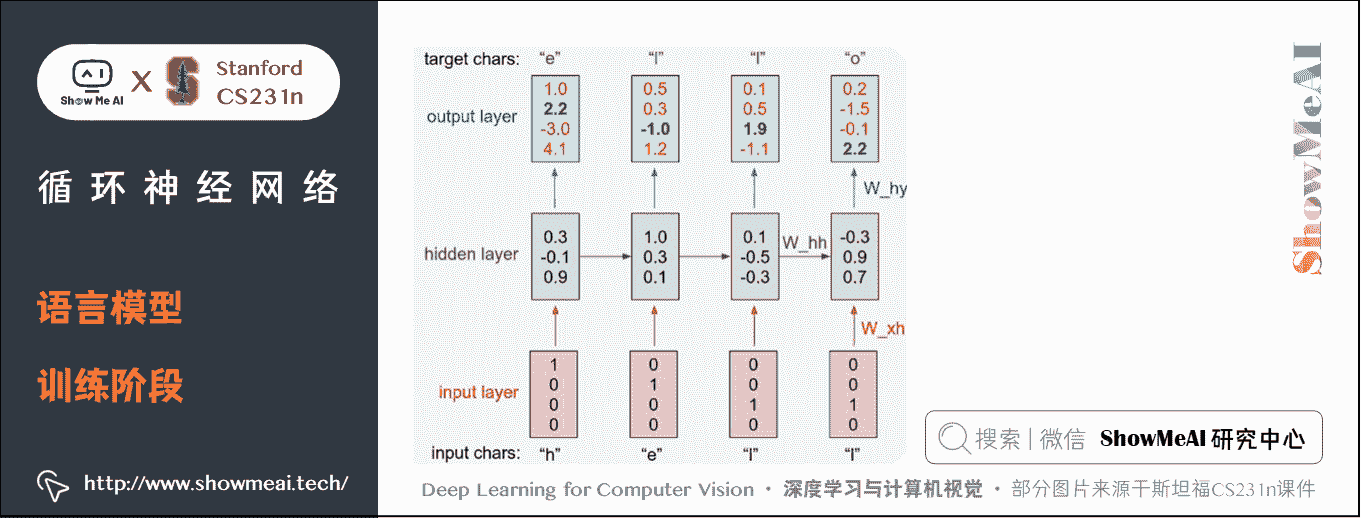 Show Me AI X Stanford CS231n
循环神经网络
语言模型
训练阶段
http://www.showmeai.tech/
target chars: "e" "l" "l" "o"
output layer
1.0 0.5 0.1 0.2
2.2 0.3 0.5 -1.5
-3.0 -1.0 1.9 -0.1
4.1 1.2 -1.1 2.2
W_hy
hidden layer
0.3 1.0 0.1 -0.3
-0.1 0.3 -0.5 W_hh 0.9
0.9 0.1 -0.3 0.7
W_xh
input layer
1 0 0 0
0 1 0 0
0 0 1 1
0 0 0 0
input chars: "h" "e" "l" "l"
ShowMeAI
搜索 | 微信 ShowMeAI 研究中心
Deep Learning for Computer Vision · 深度学习与计算机视觉 · 部分图片来源于斯坦福CS231n课件